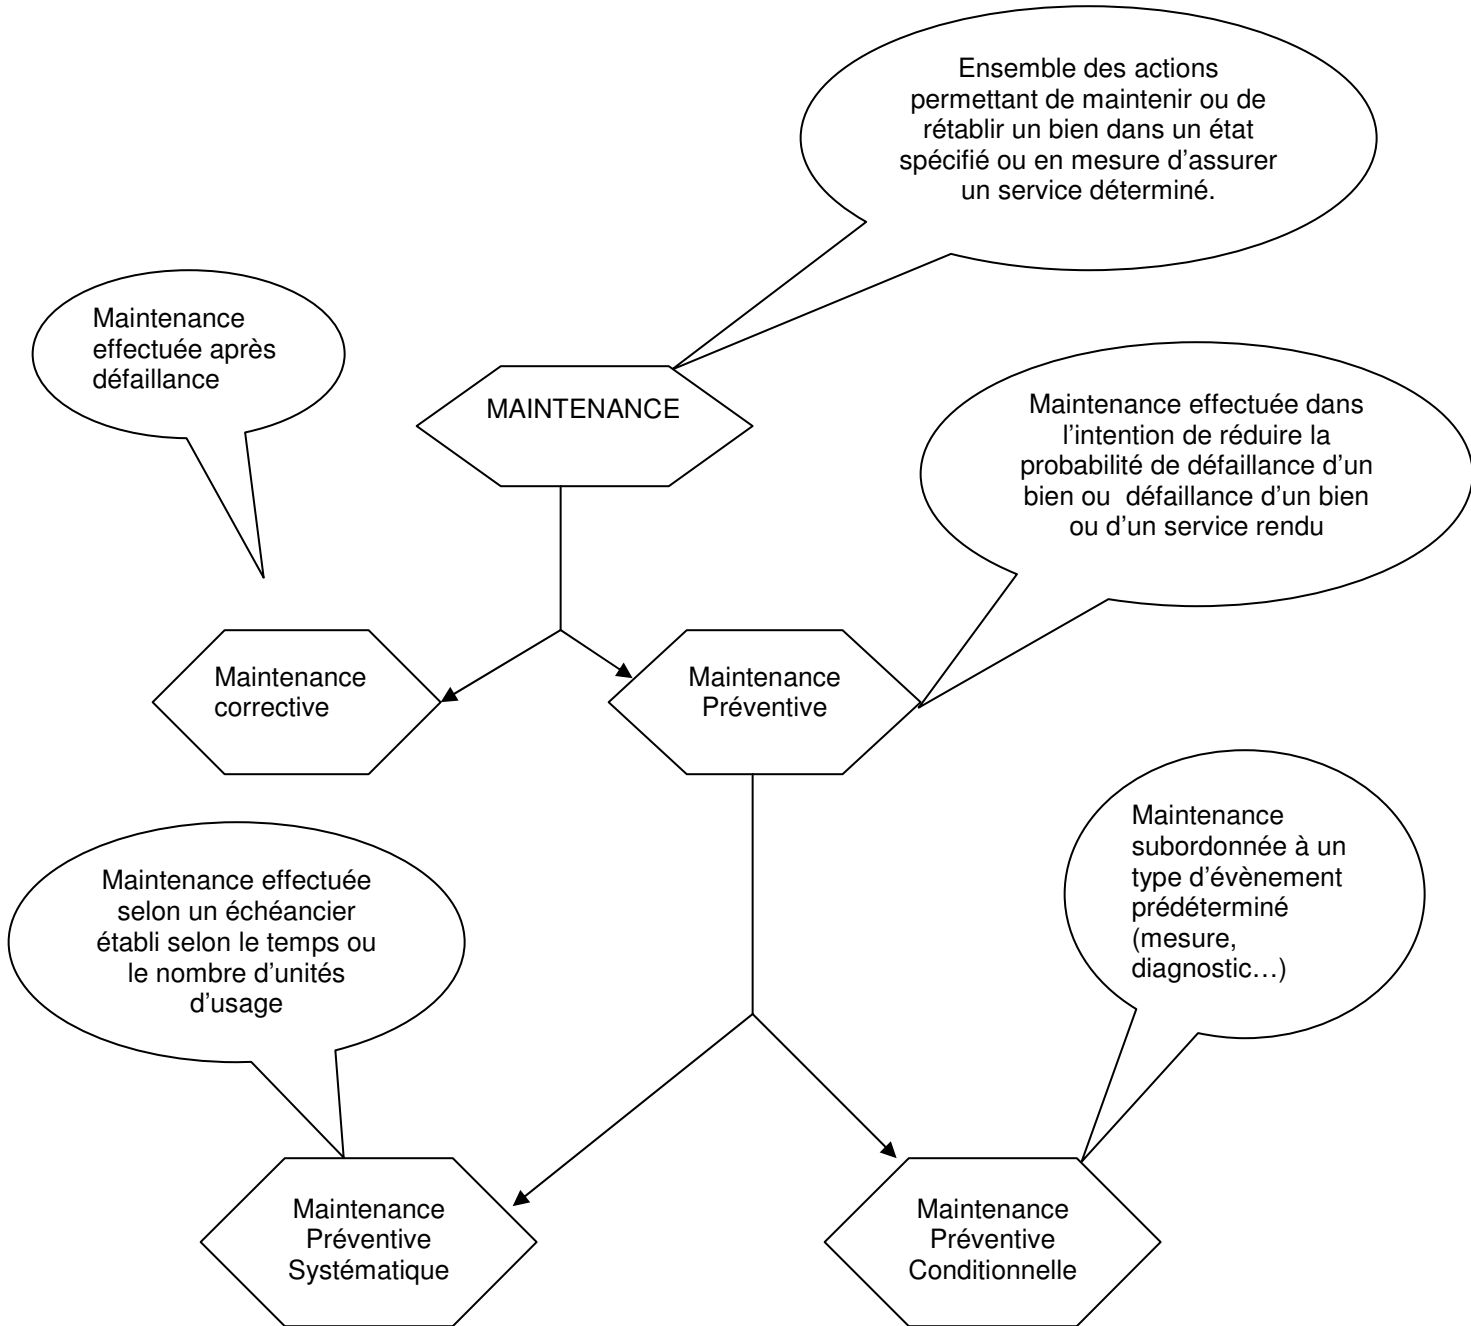 Ensemble des actions
permettant de maintenir ou de
rétablir un bien dans un état
spécifié ou en mesure d’assurer
un service déterminé.
Maintenance
effectuée après
défaillance
MAINTENANCE
Maintenance effectuée dans
l’intention de réduire la
probabilité de défaillance d’un
bien ou  défaillance d’un bien
ou d’un service rendu
Maintenance
corrective
Maintenance
Préventive
Maintenance effectuée
selon un échéancier
établi selon le temps ou
le nombre d’unités
d’usage
Maintenance
subordonnée à un
type d’évènement
prédéterminé
(mesure,
diagnostic…)
Maintenance
Préventive
Systématique
Maintenance
Préventive
Conditionnelle